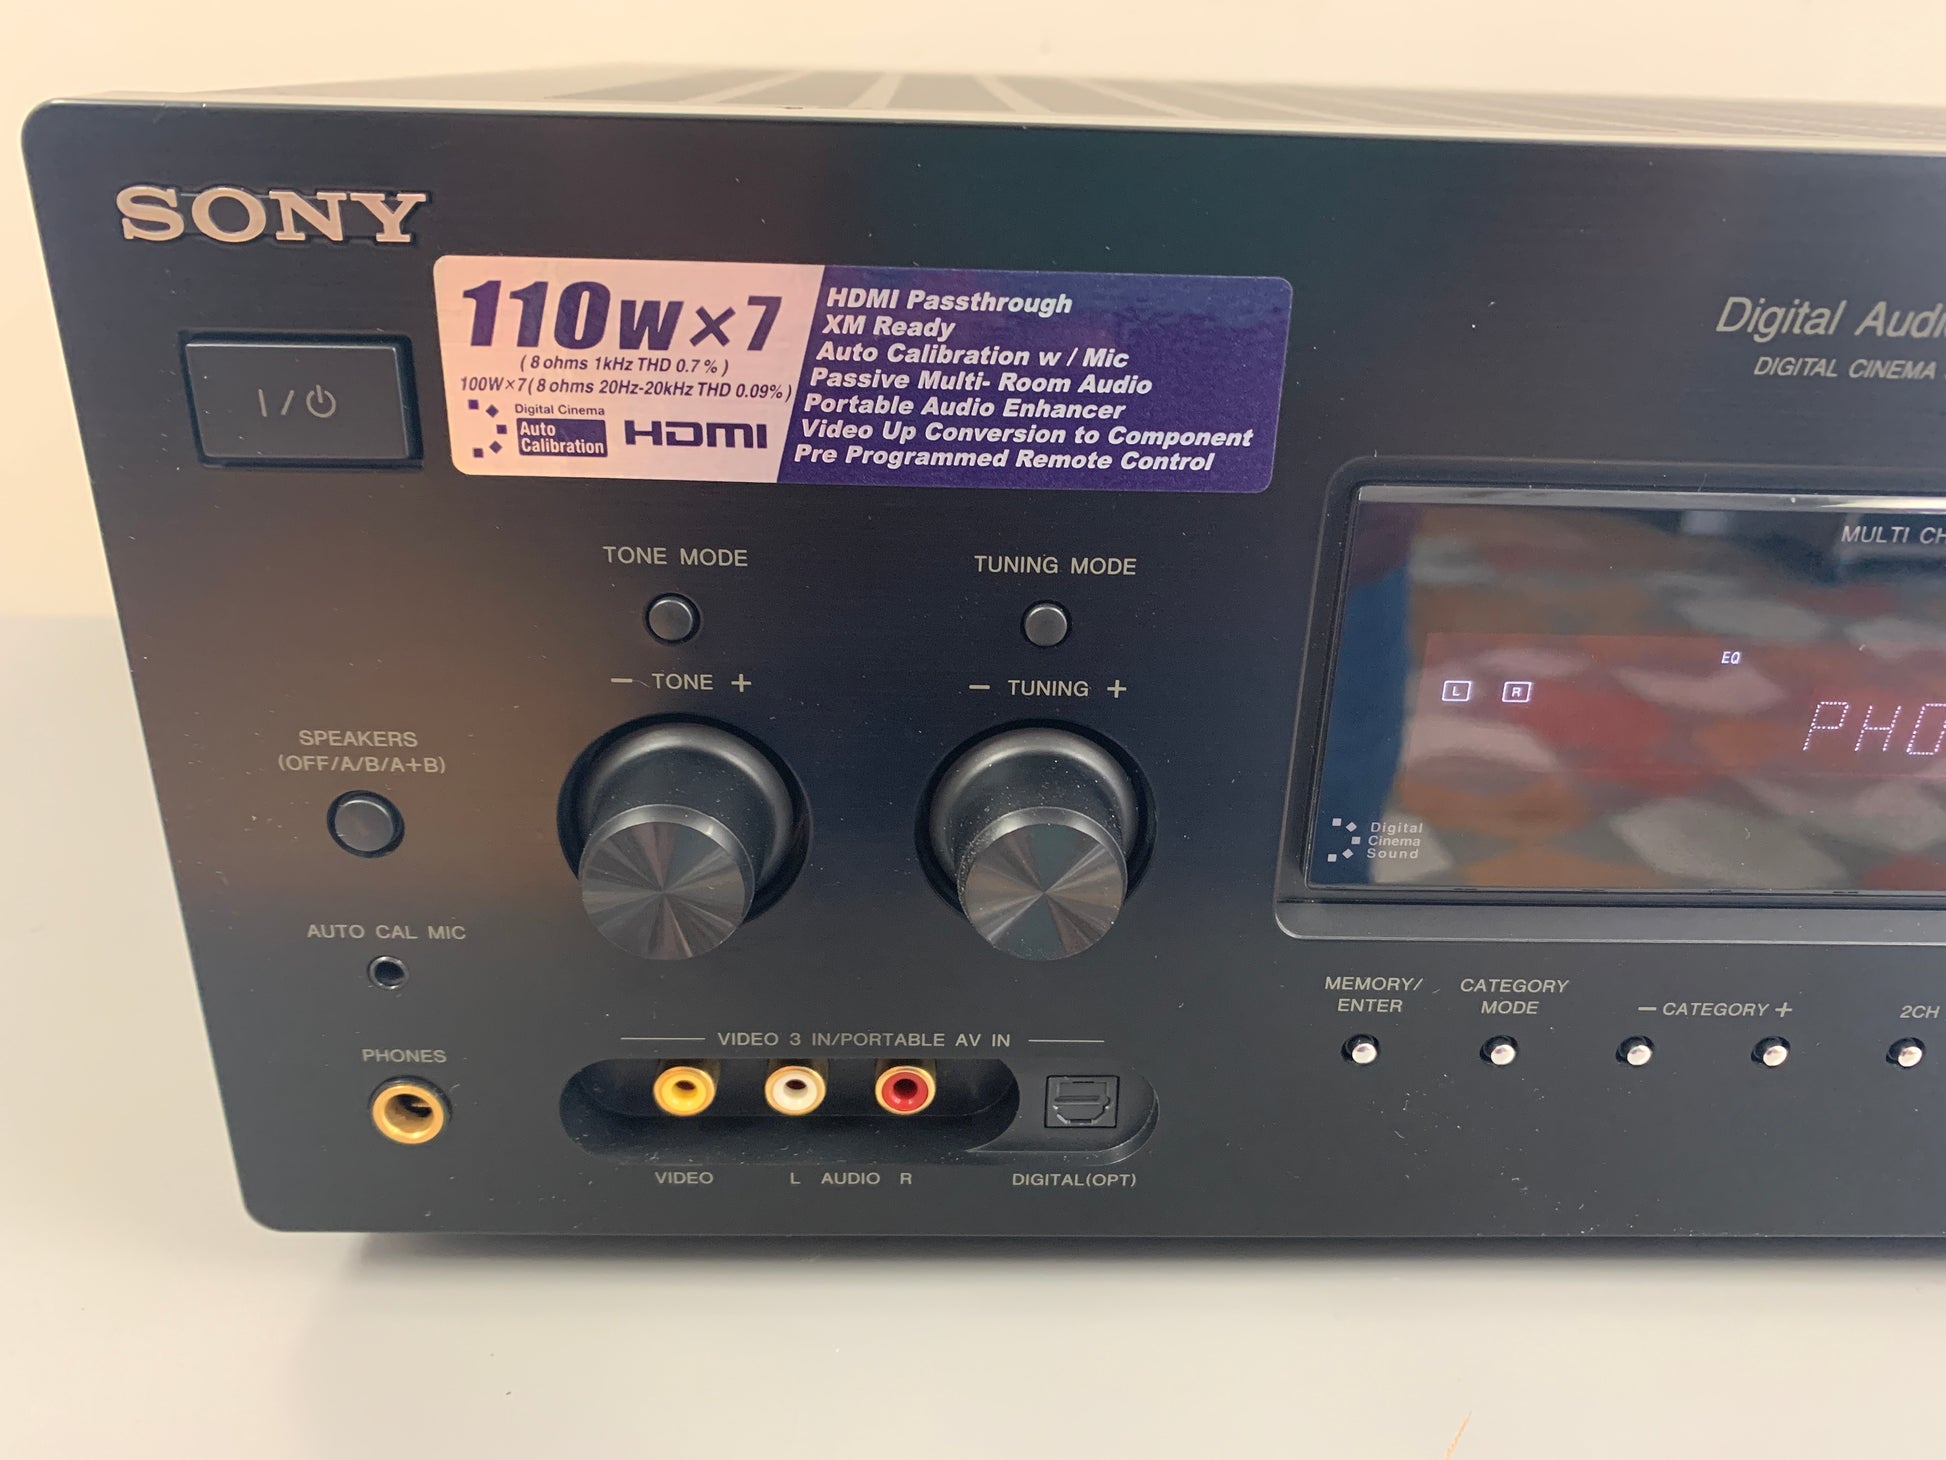 SONY
110W×7
(8 ohms 1kHz THD 0.7%)
100W×7(8 ohms 20Hz-20kHz THD 0.09%)
Digital Cinema
Auto
Calibration
HDMI
HDMI Passthrough
XM Ready
Auto Calibration w / Mic
Passive Multi- Room Audio
Portable Audio Enhancer
Video Up Conversion to Component
Pre Programmed Remote Control
Digital
DIGITAL CINEMA
I/⏻
TONE MODE
TUNING MODE
MULTI
− TONE +
− TUNING +
EQ
L R
SPEAKERS
(OFF/A/B/A+B)
Digital
Cinema
Sound
AUTO CAL MIC
MEMORY/
ENTER
CATEGORY
MODE
− CATEGORY +
2CH
VIDEO 3 IN/PORTABLE AV IN
PHONES
VIDEO
L AUDIO R
DIGITAL(OPT)